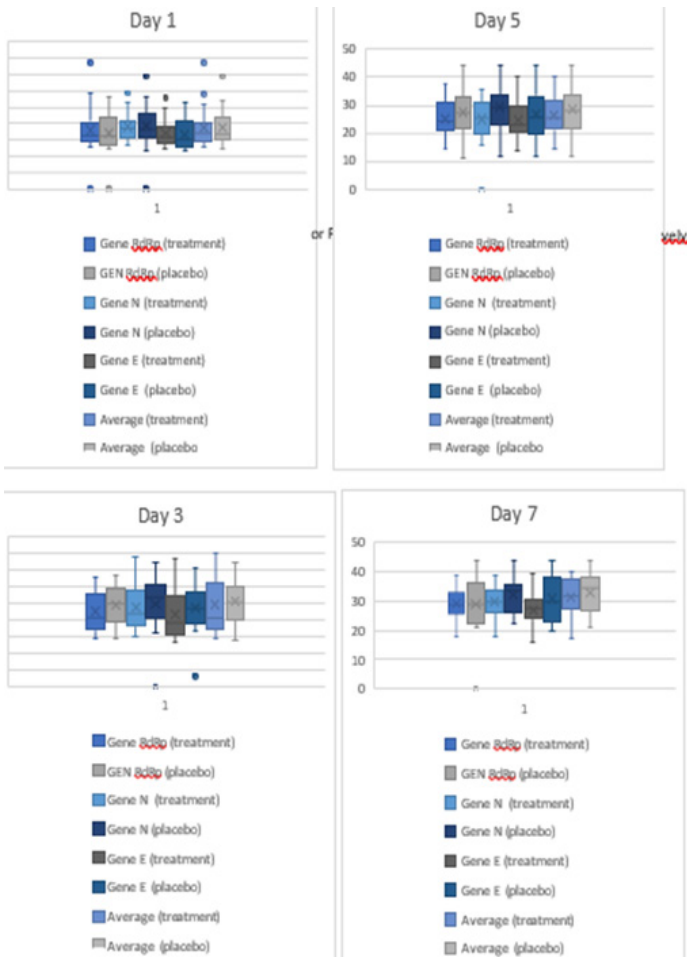 Day 1
1
Gene RdRp (treatment)
GEN RdRp (placebo)
Gene N (treatment)
Gene N (placebo)
Gene E (treatment)
Gene E (placebo)
Average (treatment)
Average (placebo
or
Day 5
50
40
30
20
10
0
1
Gene RdRp (treatment)
GEN RdRp (placebo)
Gene N (treatment)
Gene N (placebo)
Gene E (treatment)
Gene E (placebo)
Average (treatment)
Average (placebo
vely
Day 3
1
Gene RdRp (treatment)
GEN RdRp (placebo)
Gene N (treatment)
Gene N (placebo)
Gene E (treatment)
Gene E (placebo)
Average (treatment)
Average (placebo)
Day 7
50
40
30
20
10
0
1
Gene RdRp (treatment)
GEN RdRp (placebo)
Gene N (treatment)
Gene N (placebo)
Gene E (treatment)
Gene E (placebo)
Average (treatment)
Average (placebo)